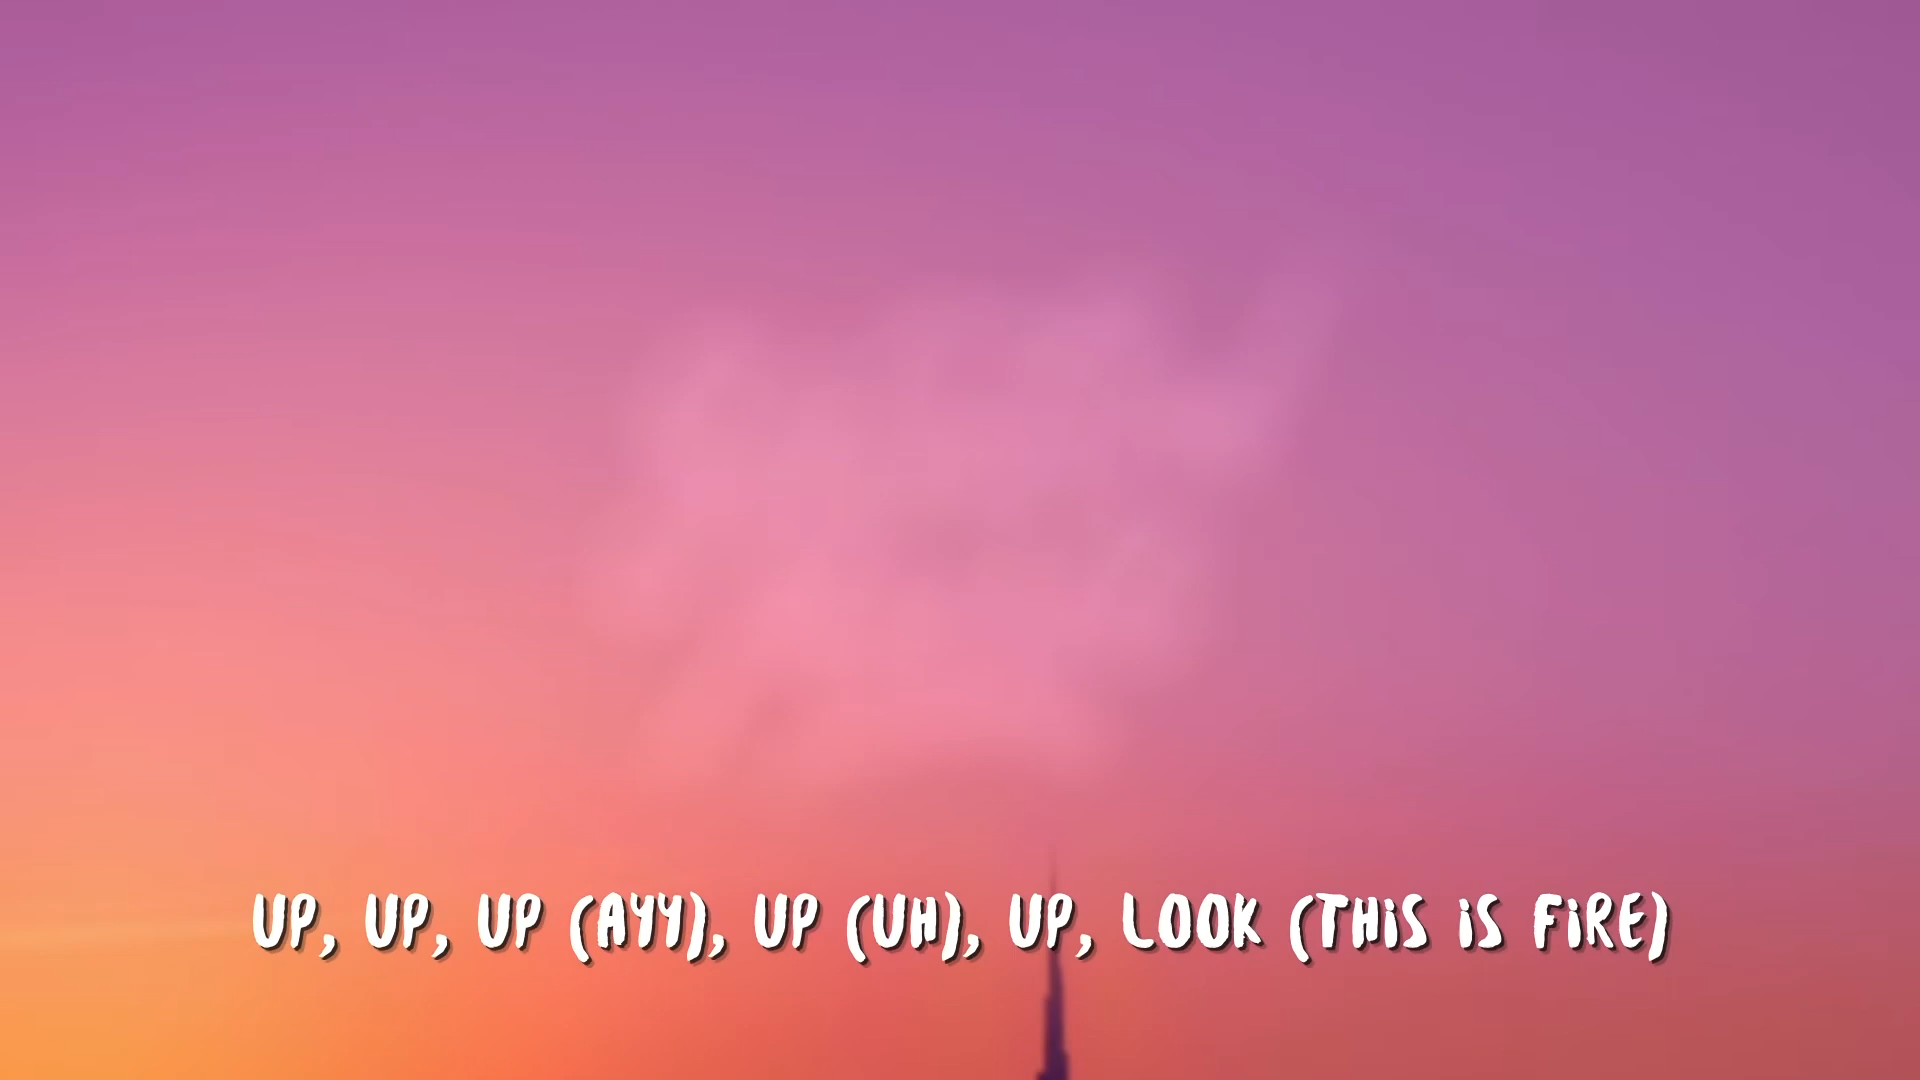 UP, UP, UP (AYY), UP (UH), UP, LOOK (THIS IS FIRE)